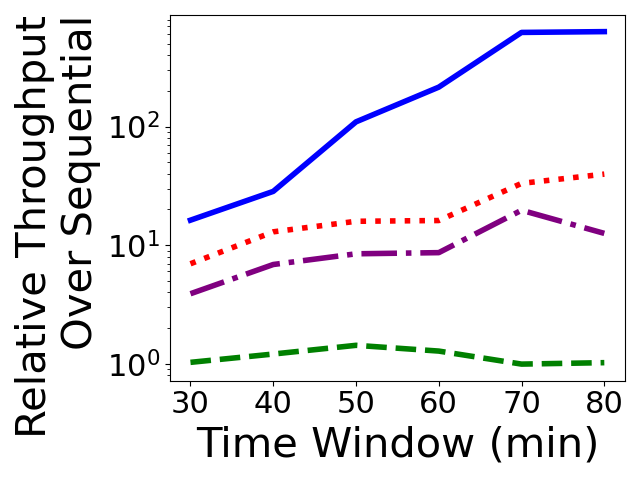 Relative Throughput
Over Sequential
10²
10¹
10⁰
30 40 50 60 70 80
Time Window (min)